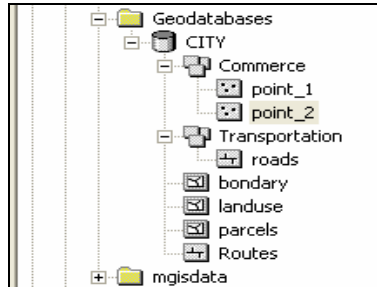 Geodatabases
CITY
Commerce
point_1
point_2
Transportation
roads
bondary
landuse
parcels
Routes
mgisdata